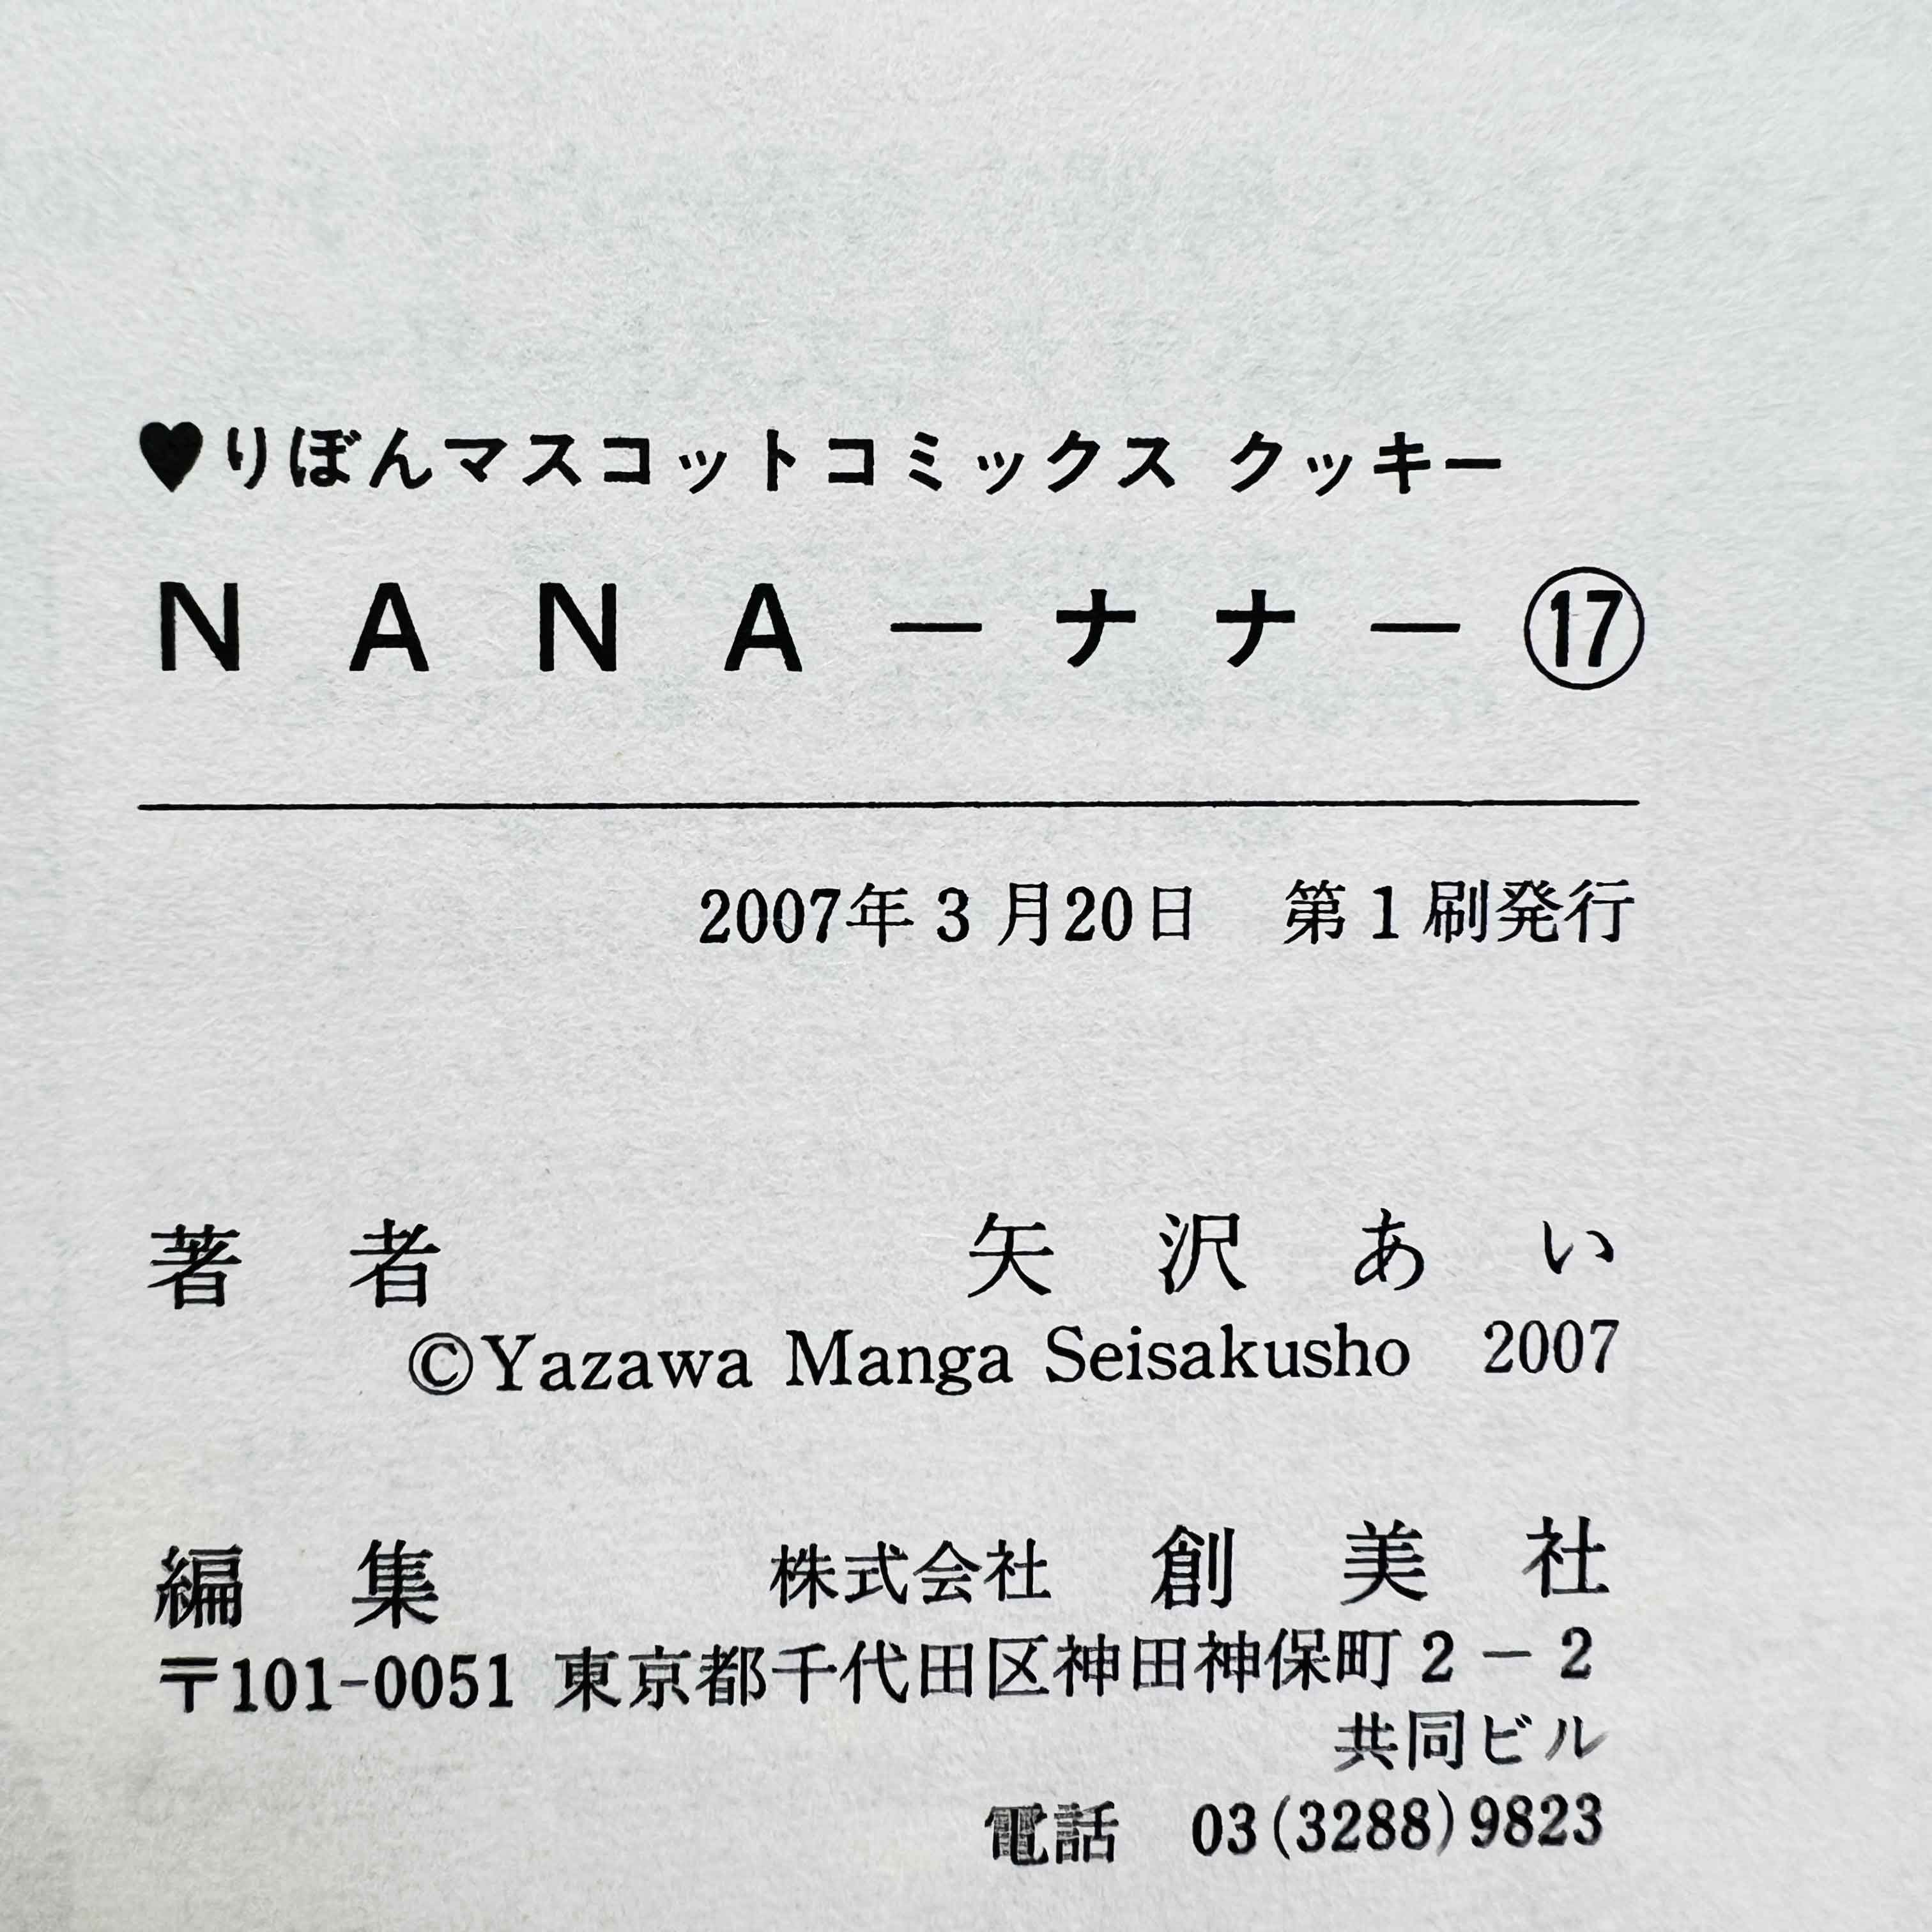 ♥りぼんマスコットコミックス クッキー
NANA―ナナ―⑰
2007年3月20日 第1刷発行
著者 矢沢あい
©Yazawa Manga Seisakusho 2007
編集 株式会社 創美社
〒101-0051 東京都千代田区神田神保町2−2
共同ビル
電話 03(3288)9823